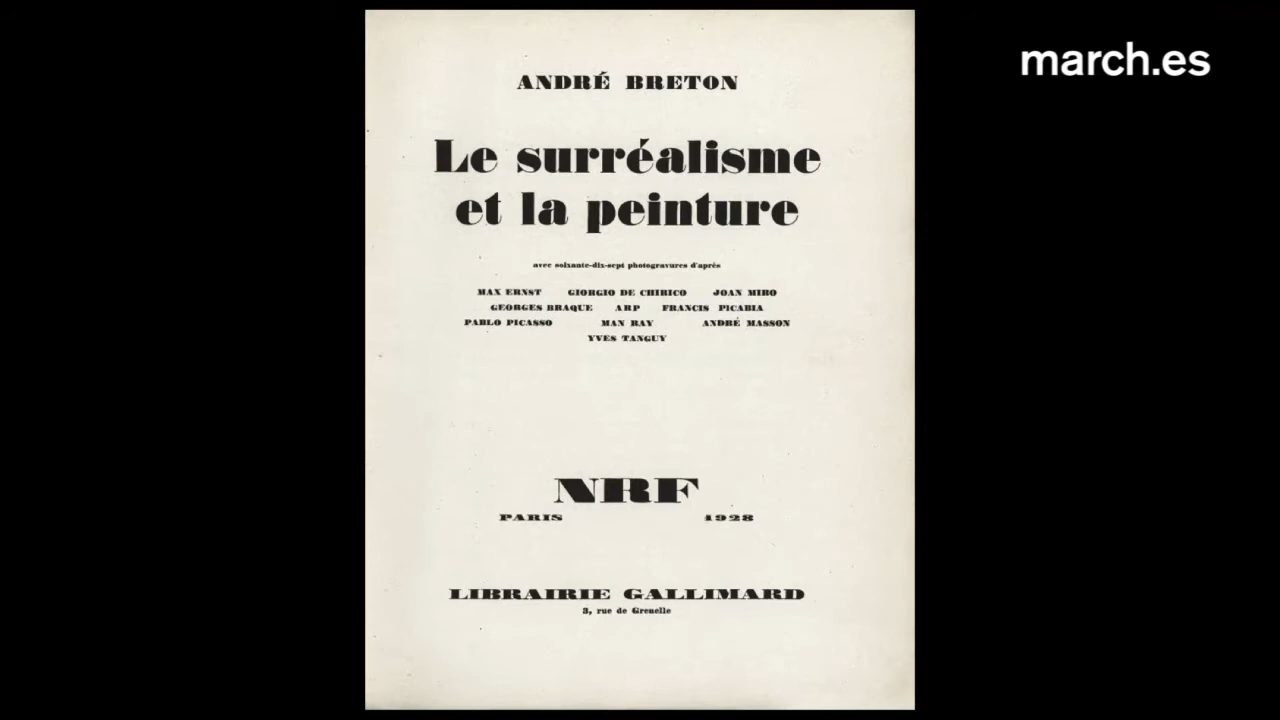 march.es
ANDRÉ BRETON
Le surréalisme
et la peinture
avec soixante-dix-sept photogravures d'après
MAX ERNST GIORGIO DE CHIRICO JOAN MIRO
GEORGES BRAQUE ARP FRANCIS PICABIA
PABLO PICASSO MAN RAY ANDRÉ MASSON
YVES TANGUY
NRF
PARIS 1928
LIBRAIRIE GALLIMARD
3, rue de Grenelle